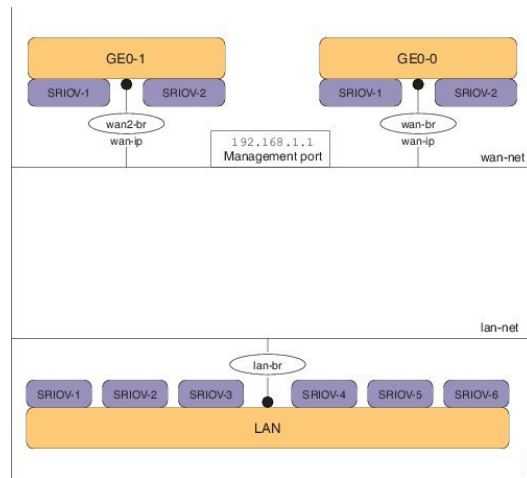 GE0-1
GE0-0
SRIOV-1
SRIOV-2
SRIOV-1
SRIOV-2
wan2-br
wan-br
wan-ip
192.168.1.1
wan-ip
Management port
wan-net
lan-net
lan-br
SRIOV-1
SRIOV-2
SRIOV-3
SRIOV-4
SRIOV-5
SRIOV-6
LAN